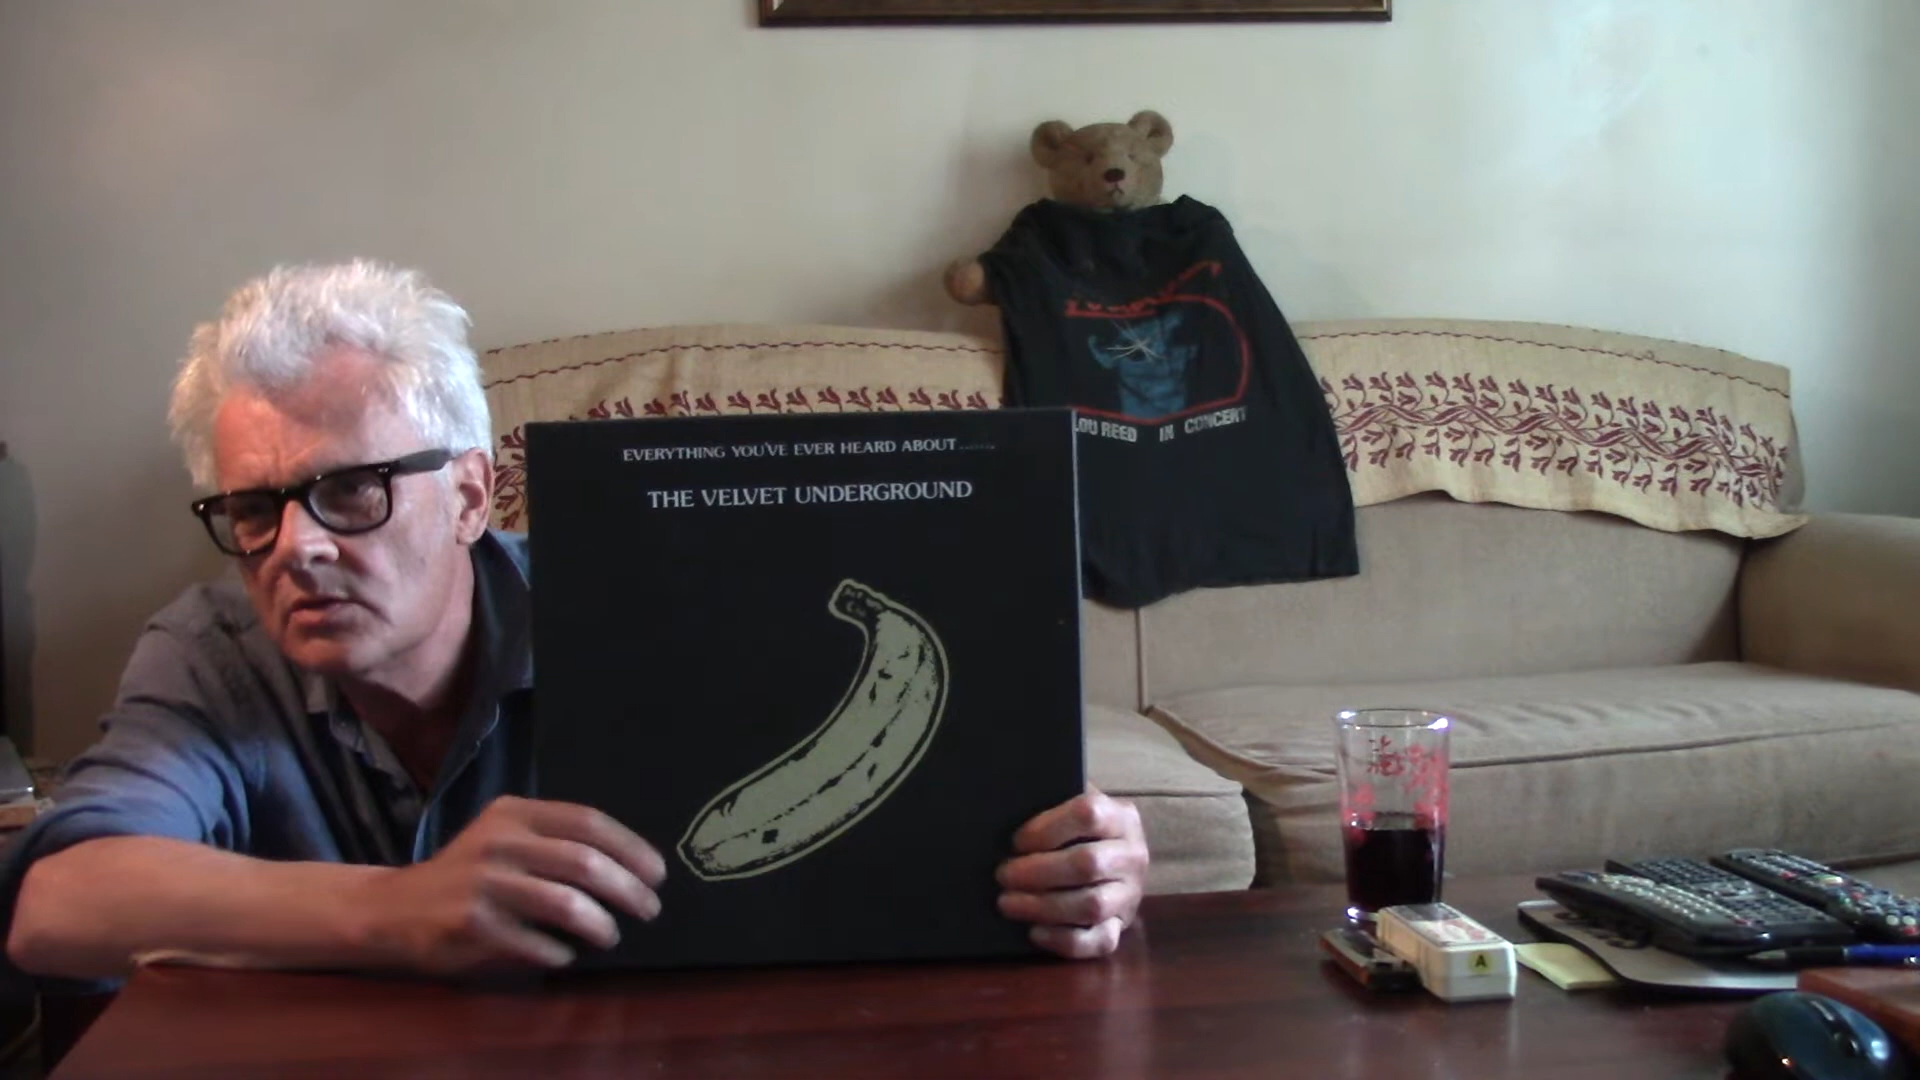 EVERYTHING YOU'VE EVER HEARD ABOUT.......
THE VELVET UNDERGROUND
LOU REED IN CONCERT
A